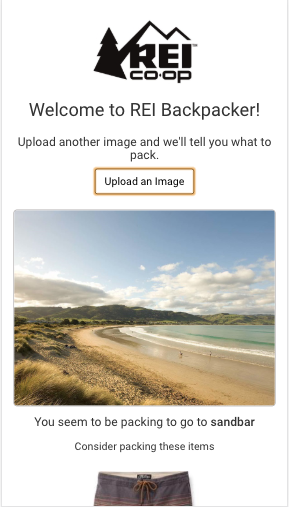 REI
co·op
Welcome to REI Backpacker!
Upload another image and we'll tell you what to
pack.
Upload an Image
You seem to be packing to go to sandbar
Consider packing these items